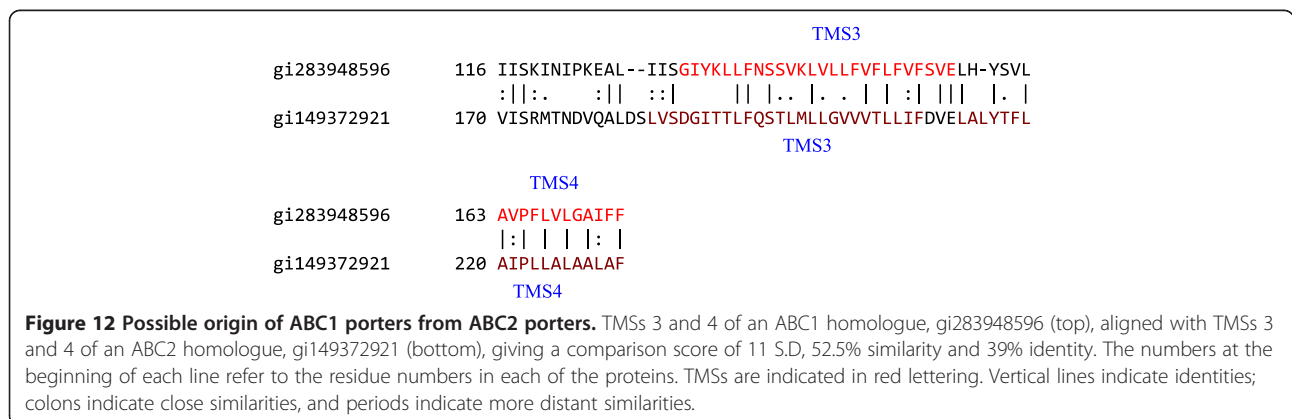 TMS3
gi283948596 116 IISKINIPKEAL--IISGIYKLLFNSSVKLVLLFVFLFVFSVELH-YSVL
:||:. :|| ::| || |.. |. . | | :| ||| |. |
gi149372921 170 VISRMTNDVQALDSLVSDGITTLFQSTLMLLGVVVTLLIFDVELALYTFL
TMS3
TMS4
gi283948596 163 AVPFLVLGAIFF
|:| | | |: |
gi149372921 220 AIPLLALAALAF
TMS4
Figure 12 Possible origin of ABC1 porters from ABC2 porters. TMSs 3 and 4 of an ABC1 homologue, gi283948596 (top), aligned with TMSs 3
and 4 of an ABC2 homologue, gi149372921 (bottom), giving a comparison score of 11 S.D, 52.5% similarity and 39% identity. The numbers at the
beginning of each line refer to the residue numbers in each of the proteins. TMSs are indicated in red lettering. Vertical lines indicate identities;
colons indicate close similarities, and periods indicate more distant similarities.